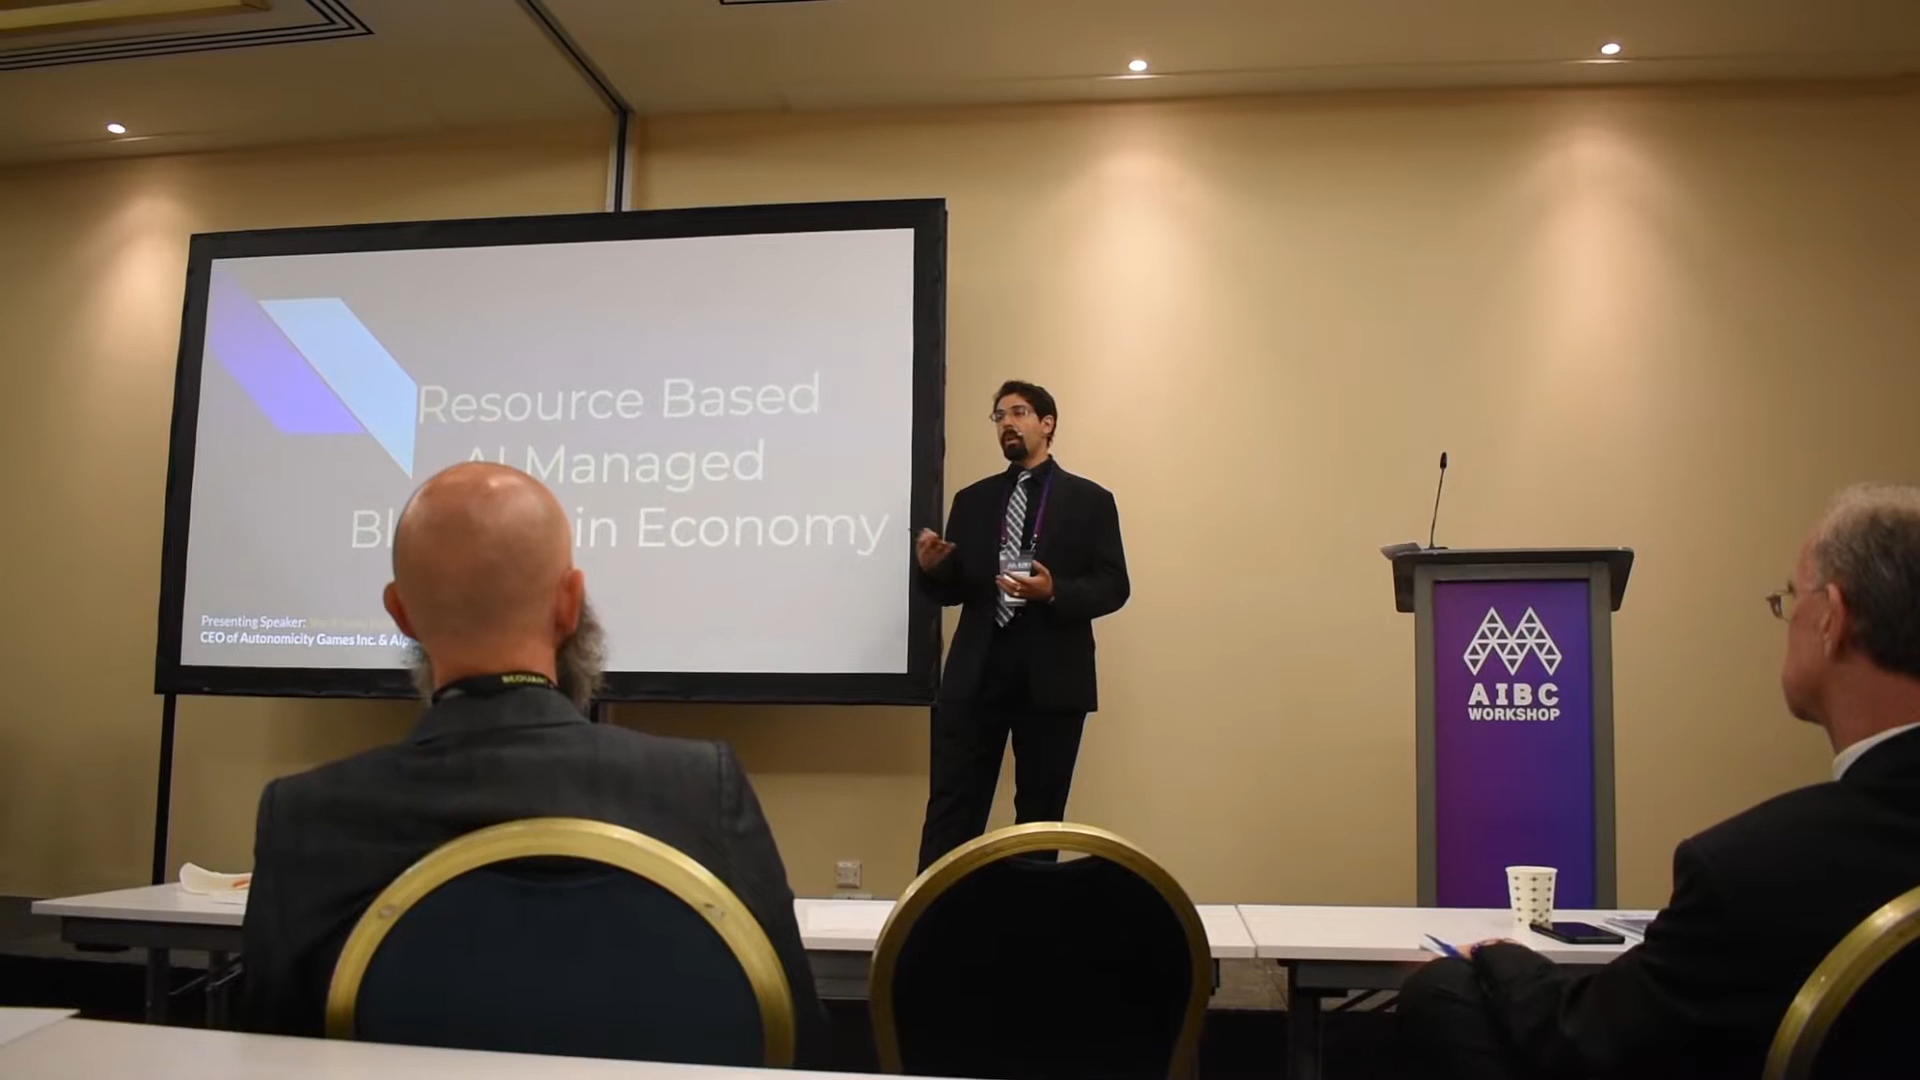 Resource Based
AI Managed
in Economy
Presenting Speaker:
CEO of Autonomicity Games Inc. &
AIBC
WORKSHOP